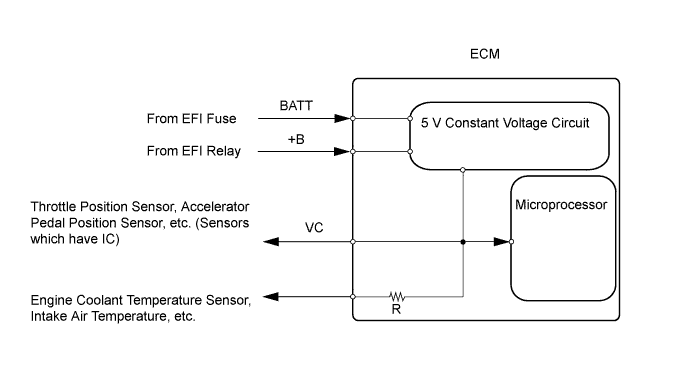 ECM
BATT
From EFI Fuse
5 V Constant Voltage Circuit
+B
From EFI Relay
Microprocessor
Throttle Position Sensor, Accelerator
Pedal Position Sensor, etc. (Sensors
which have IC)
VC
Engine Coolant Temperature Sensor,
Intake Air Temperature, etc.
R